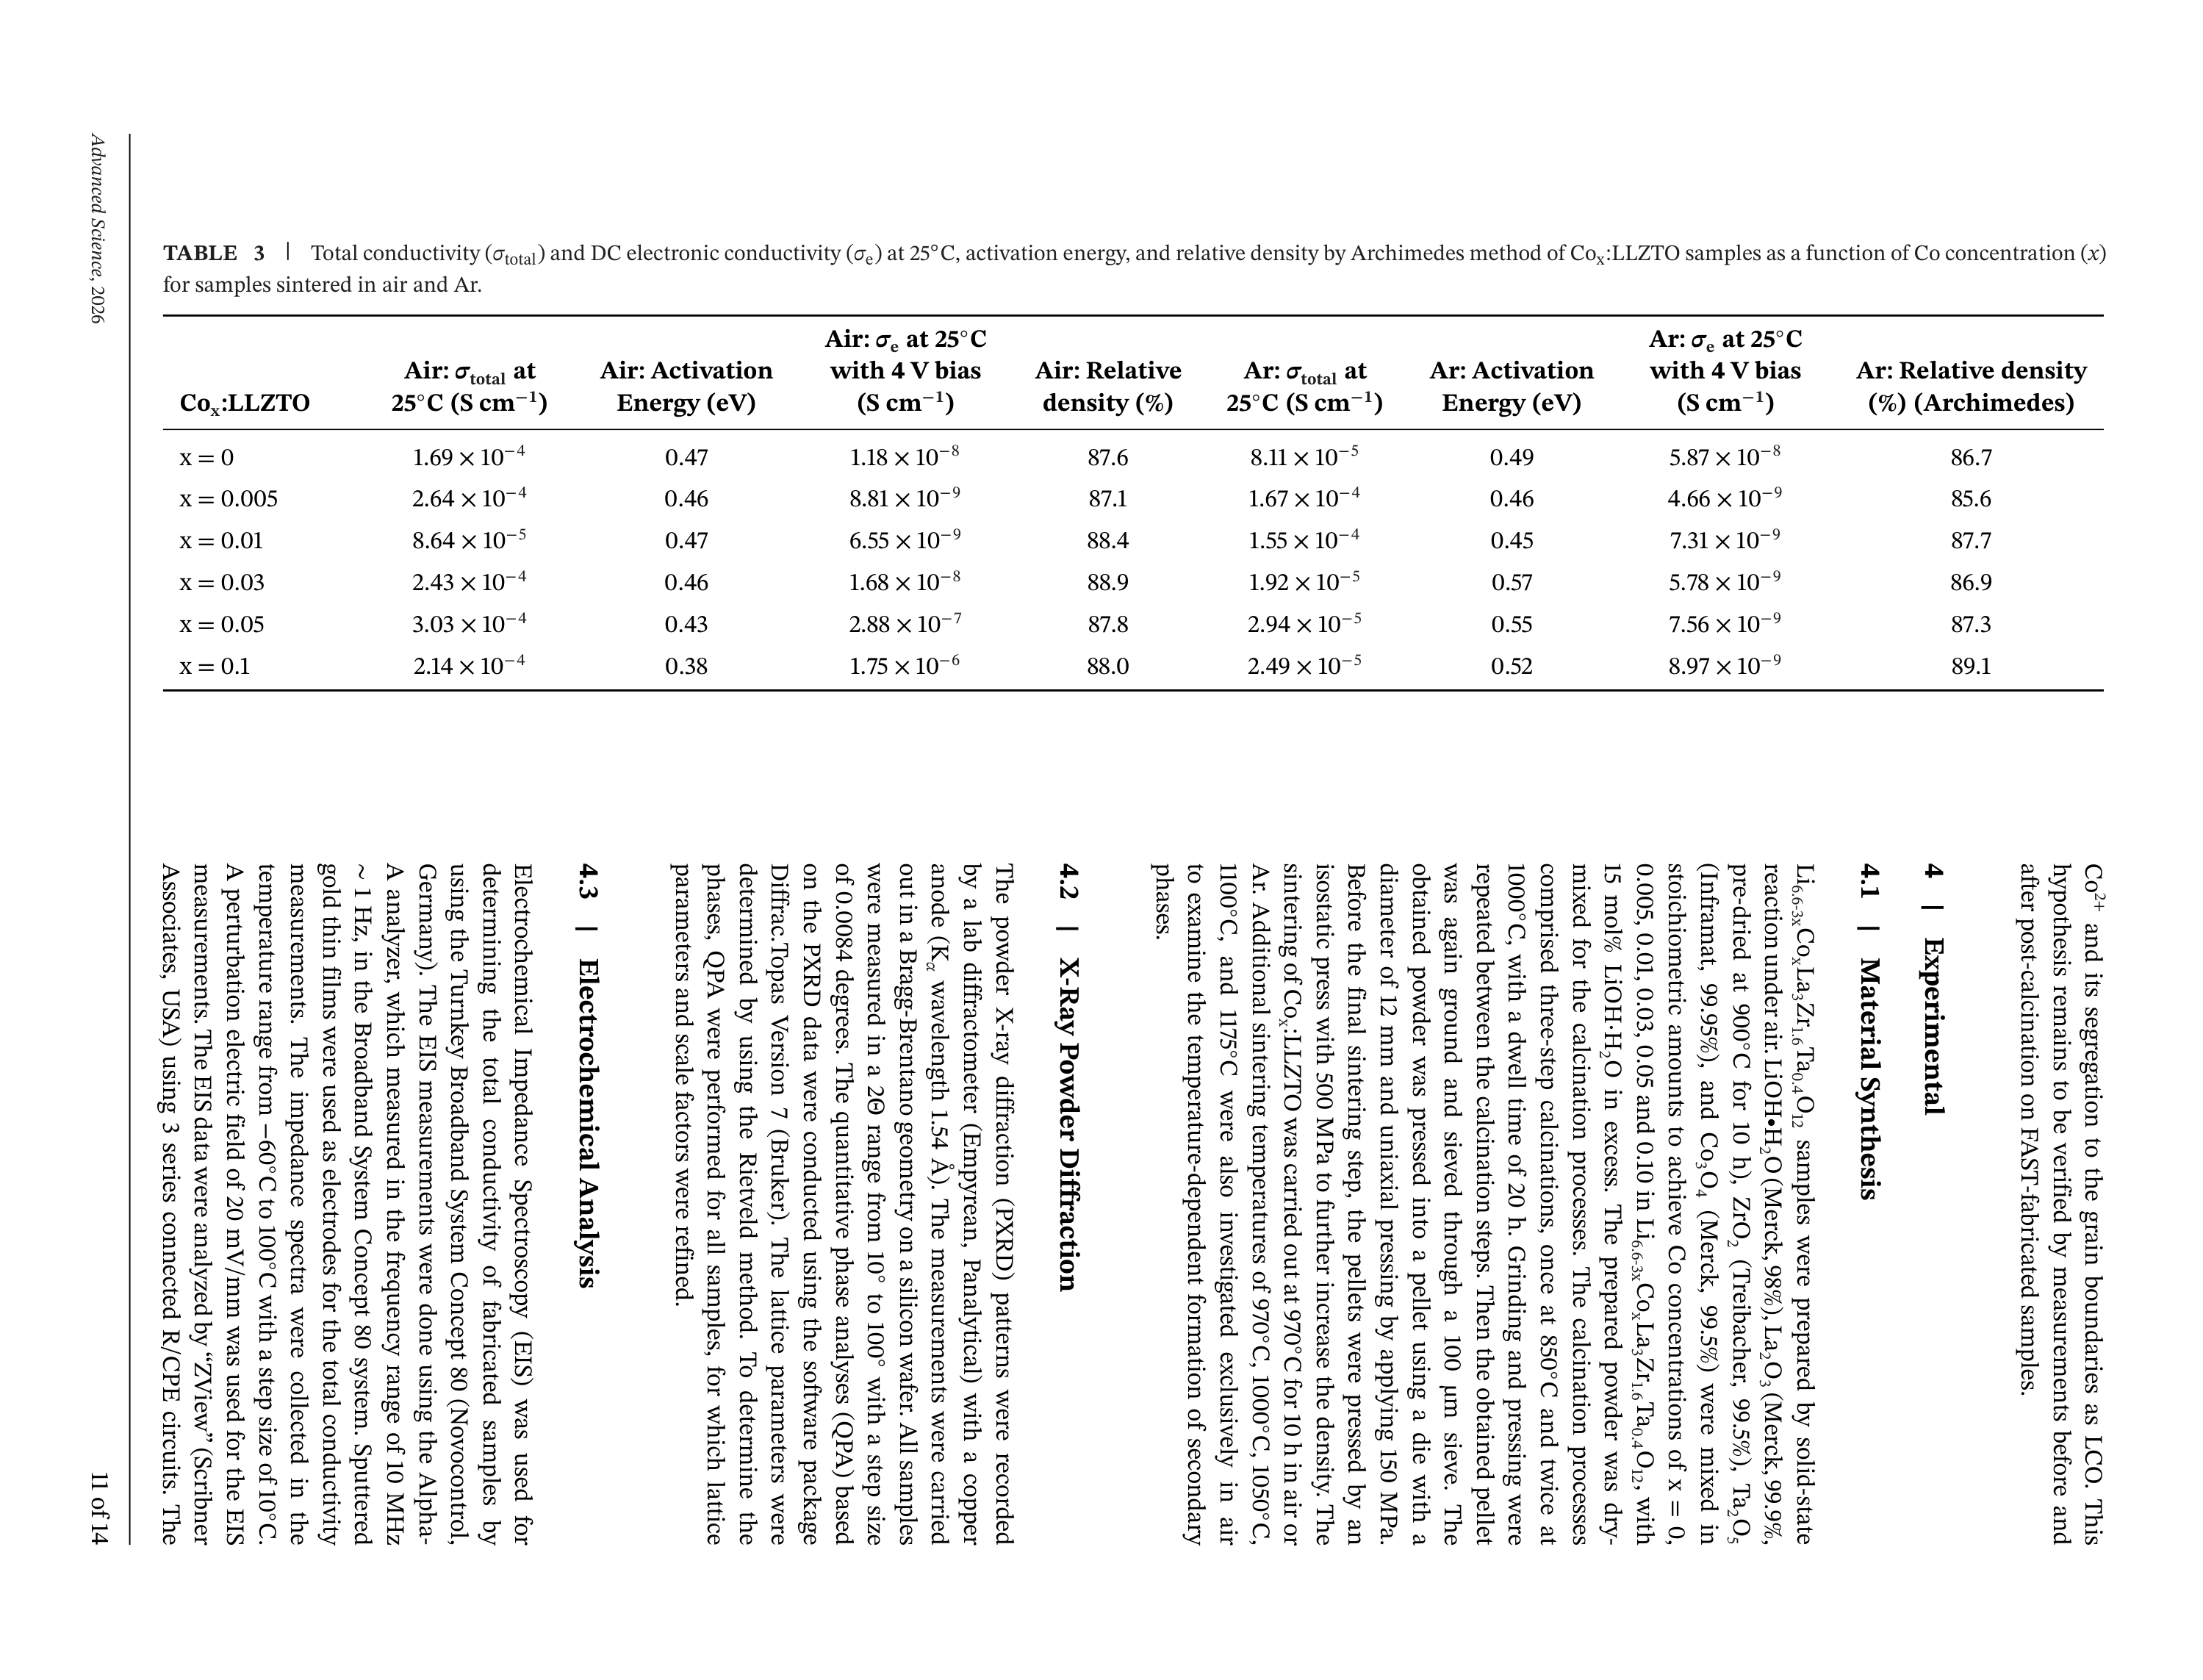 TABLE 3 | Total conductivity (σtotal) and DC electronic conductivity (σe) at 25°C, activation energy, and relative density by Archimedes method of Cox:LLZTO samples as a function of Co concentration (x)
for samples sintered in air and Ar.
Cox:LLZTO | Air: σtotal at 25°C (S cm−1) | Air: Activation Energy (eV) | Air: σe at 25°C with 4 V bias (S cm−1) | Air: Relative density (%) | Ar: σtotal at 25°C (S cm−1) | Ar: Activation Energy (eV) | Ar: σe at 25°C with 4 V bias (S cm−1) | Ar: Relative density (%) (Archimedes)
x = 0 1.69 × 10−4 0.47 1.18 × 10−8 87.6 8.11 × 10−5 0.49 5.87 × 10−8 86.7
x = 0.005 2.64 × 10−4 0.46 8.81 × 10−9 87.1 1.67 × 10−4 0.46 4.66 × 10−9 85.6
x = 0.01 8.64 × 10−5 0.47 6.55 × 10−9 88.4 1.55 × 10−4 0.45 7.31 × 10−9 87.7
x = 0.03 2.43 × 10−4 0.46 1.68 × 10−8 88.9 1.92 × 10−5 0.57 5.78 × 10−9 86.9
x = 0.05 3.03 × 10−4 0.43 2.88 × 10−7 87.8 2.94 × 10−5 0.55 7.56 × 10−9 87.3
x = 0.1 2.14 × 10−4 0.38 1.75 × 10−6 88.0 2.49 × 10−5 0.52 8.97 × 10−9 89.1
Co2+ and its segregation to the grain boundaries as LCO. This
hypothesis remains to be verified by measurements before and
after post-calcination on FAST-fabricated samples.
4 | Experimental
4.1 | Material Synthesis
Li6.6-3xCoxLa3Zr1.6Ta0.4O12 samples were prepared by solid-state
reaction under air. LiOH•H2O (Merck, 98%), La2O3 (Merck, 99.9%,
pre-dried at 900°C for 10 h), ZrO2 (Treibacher, 99.5%), Ta2O5
(Inframat, 99.95%), and Co3O4 (Merck, 99.5%) were mixed in
stoichiometric amounts to achieve Co concentrations of x = 0,
0.005, 0.01, 0.03, 0.05 and 0.10 in Li6.6-3xCoxLa3Zr1.6Ta0.4O12, with
15 mol% LiOH·H2O in excess. The prepared powder was dry-
mixed for the calcination processes. The calcination processes
comprised three-step calcinations, once at 850°C and twice at
1000°C, with a dwell time of 20 h. Grinding and pressing were
repeated between the calcination steps. Then the obtained pellet
was again ground and sieved through a 100 μm sieve. The
obtained powder was pressed into a pellet using a die with a
diameter of 12 mm and uniaxial pressing by applying 150 MPa.
Before the final sintering step, the pellets were pressed by an
isostatic press with 500 MPa to further increase the density. The
sintering of Cox:LLZTO was carried out at 970°C for 10 h in air or
Ar. Additional sintering temperatures of 970°C, 1000°C, 1050°C,
1100°C, and 1175°C were also investigated exclusively in air
to examine the temperature-dependent formation of secondary
phases.
4.2 | X-Ray Powder Diffraction
The powder X-ray diffraction (PXRD) patterns were recorded
by a lab diffractometer (Empyrean, Panalytical) with a copper
anode (Kα wavelength 1.54 Å). The measurements were carried
out in a Bragg-Brentano geometry on a silicon wafer. All samples
were measured in a 2Θ range from 10° to 100° with a step size
of 0.0084 degrees. The quantitative phase analyses (QPA) based
on the PXRD data were conducted using the software package
Diffrac.Topas Version 7 (Bruker). The lattice parameters were
determined by using the Rietveld method. To determine the
phases, QPA were performed for all samples, for which lattice
parameters and scale factors were refined.
4.3 | Electrochemical Analysis
Electrochemical Impedance Spectroscopy (EIS) was used for
determining the total conductivity of fabricated samples by
using the Turnkey Broadband System Concept 80 (Novocontrol,
Germany). The EIS measurements were done using the Alpha-
A analyzer, which measured in the frequency range of 10 MHz
~ 1 Hz, in the Broadband System Concept 80 system. Sputtered
gold thin films were used as electrodes for the total conductivity
measurements. The impedance spectra were collected in the
temperature range from −60°C to 100°C with a step size of 10°C.
A perturbation electric field of 20 mV/mm was used for the EIS
measurements. The EIS data were analyzed by “ZView” (Scribner
Associates, USA) using 3 series connected R/CPE circuits. The
Advanced Science, 2026
11 of 14